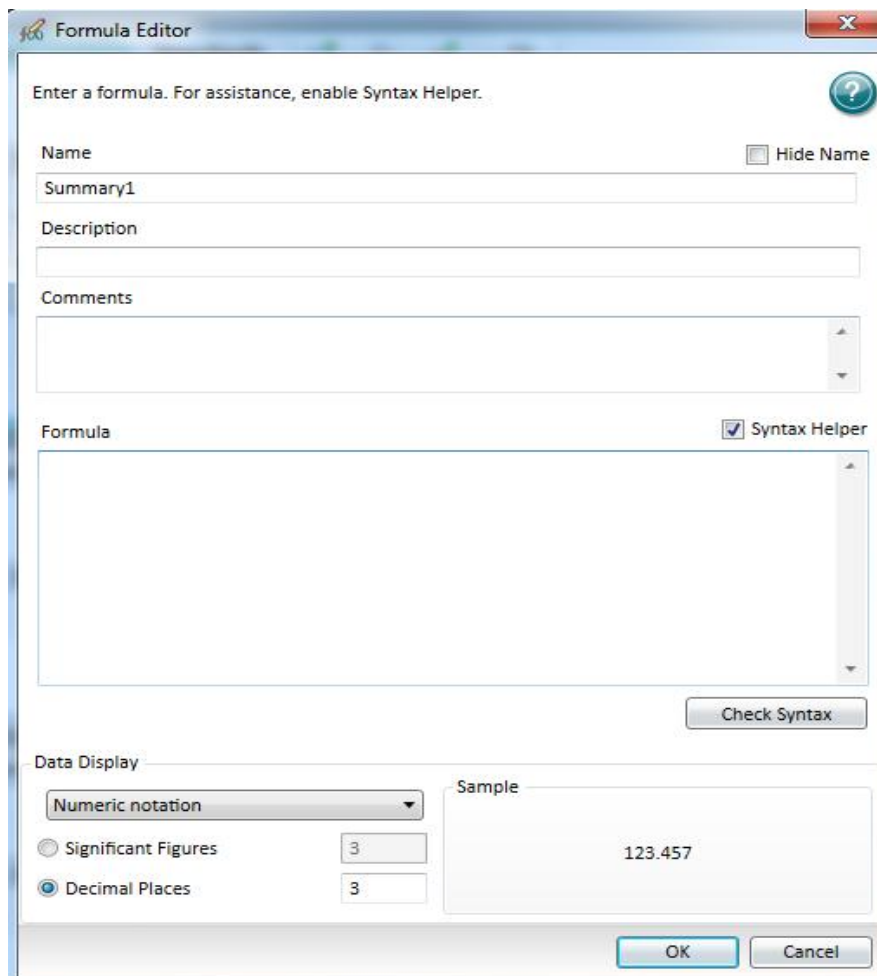 Formula Editor
Enter a formula. For assistance, enable Syntax Helper.
?
Name
Hide Name
Summary1
Description
Comments
Formula
Syntax Helper
Check Syntax
Data Display
Numeric notation
Sample
Significant Figures
3
123.457
Decimal Places
3
OK
Cancel